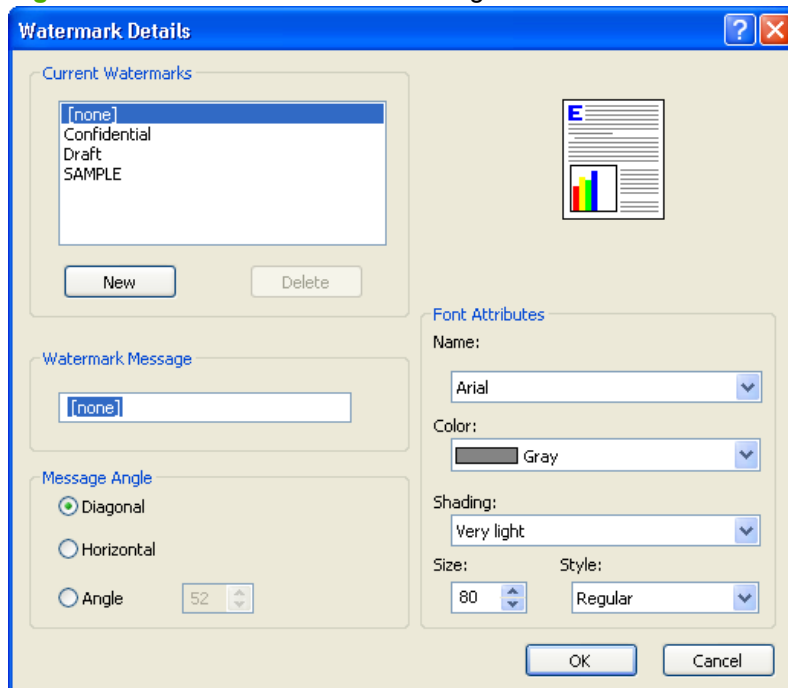 Watermark Details
Current Watermarks
[none]
Confidential
Draft
SAMPLE
E
New
Delete
Font Attributes
Name:
Arial
Watermark Message
[none]
Color:
Gray
Message Angle
Diagonal
Horizontal
Angle
52
Shading:
Very light
Size:
Style:
80
Regular
OK
Cancel